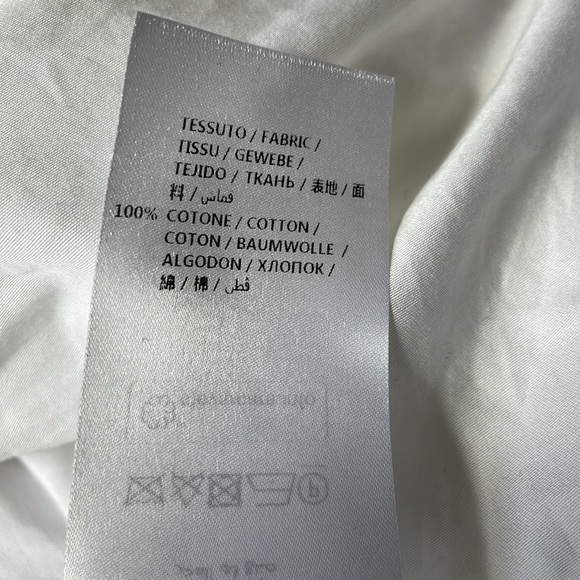 TESSUTO / FABRIC /
TISSU / GEWEBE /
TEJIDO / ТКАНЬ / 表地 / 面
料 / قماش
100% COTONE / COTTON /
COTON / BAUMWOLLE /
ALGODON / ХЛОПОК /
綿 / 棉 / قطن